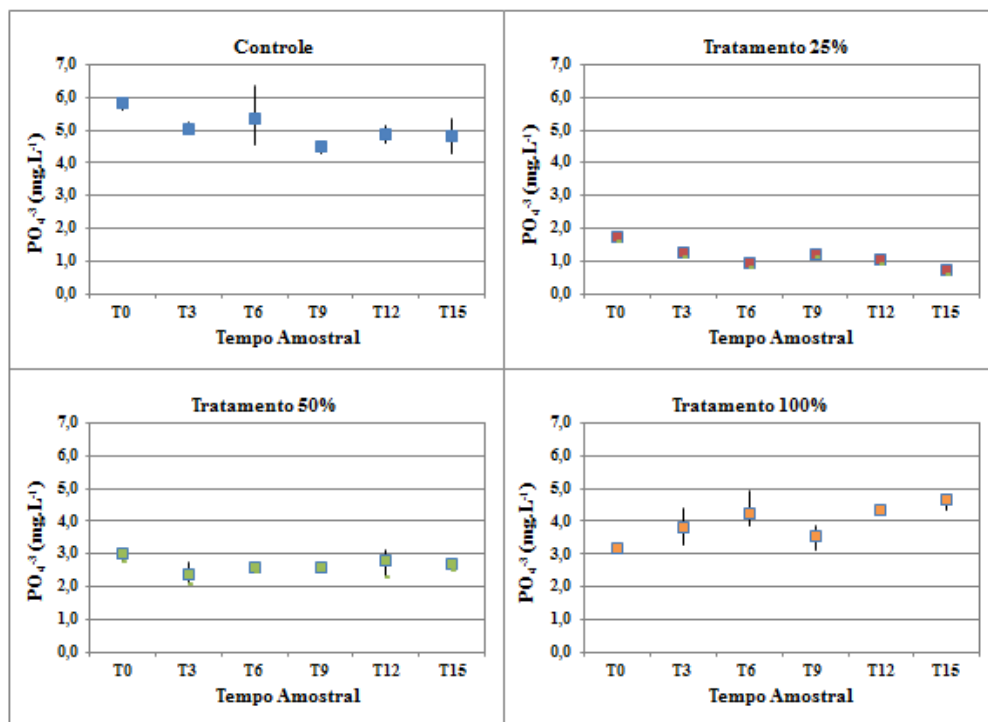 Controle
PO₄⁻³ (mg.L⁻¹)
7,0
6,0
5,0
4,0
3,0
2,0
1,0
0,0
T0 T3 T6 T9 T12 T15
Tempo Amostral
Tratamento 25%
PO₄⁻³ (mg.L⁻¹)
7,0
6,0
5,0
4,0
3,0
2,0
1,0
0,0
T0 T3 T6 T9 T12 T15
Tempo Amostral
Tratamento 50%
PO₄⁻³ (mg.L⁻¹)
7,0
6,0
5,0
4,0
3,0
2,0
1,0
0,0
T0 T3 T6 T9 T12 T15
Tempo Amostral
Tratamento 100%
PO₄⁻³ (mg.L⁻¹)
7,0
6,0
5,0
4,0
3,0
2,0
1,0
0,0
T0 T3 T6 T9 T12 T15
Tempo Amostral